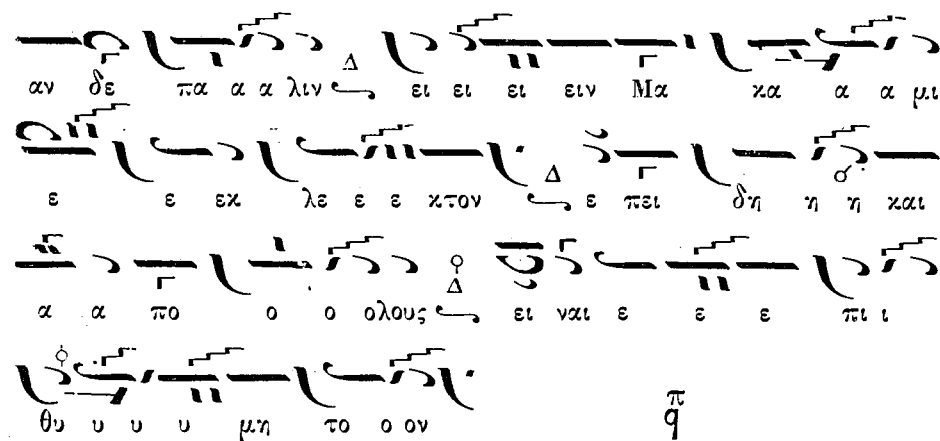 Δ
αν δε πα α α λιν ει ει ει ειν Μα κα α α μι
Δ
ε ε εκ λε ε ε κτον ε πει δη η η και
Δ
α α πο ο ο ολους ει ναι ε ε ε πι ι
θυ υ υ υ μη το ο ον
π
q